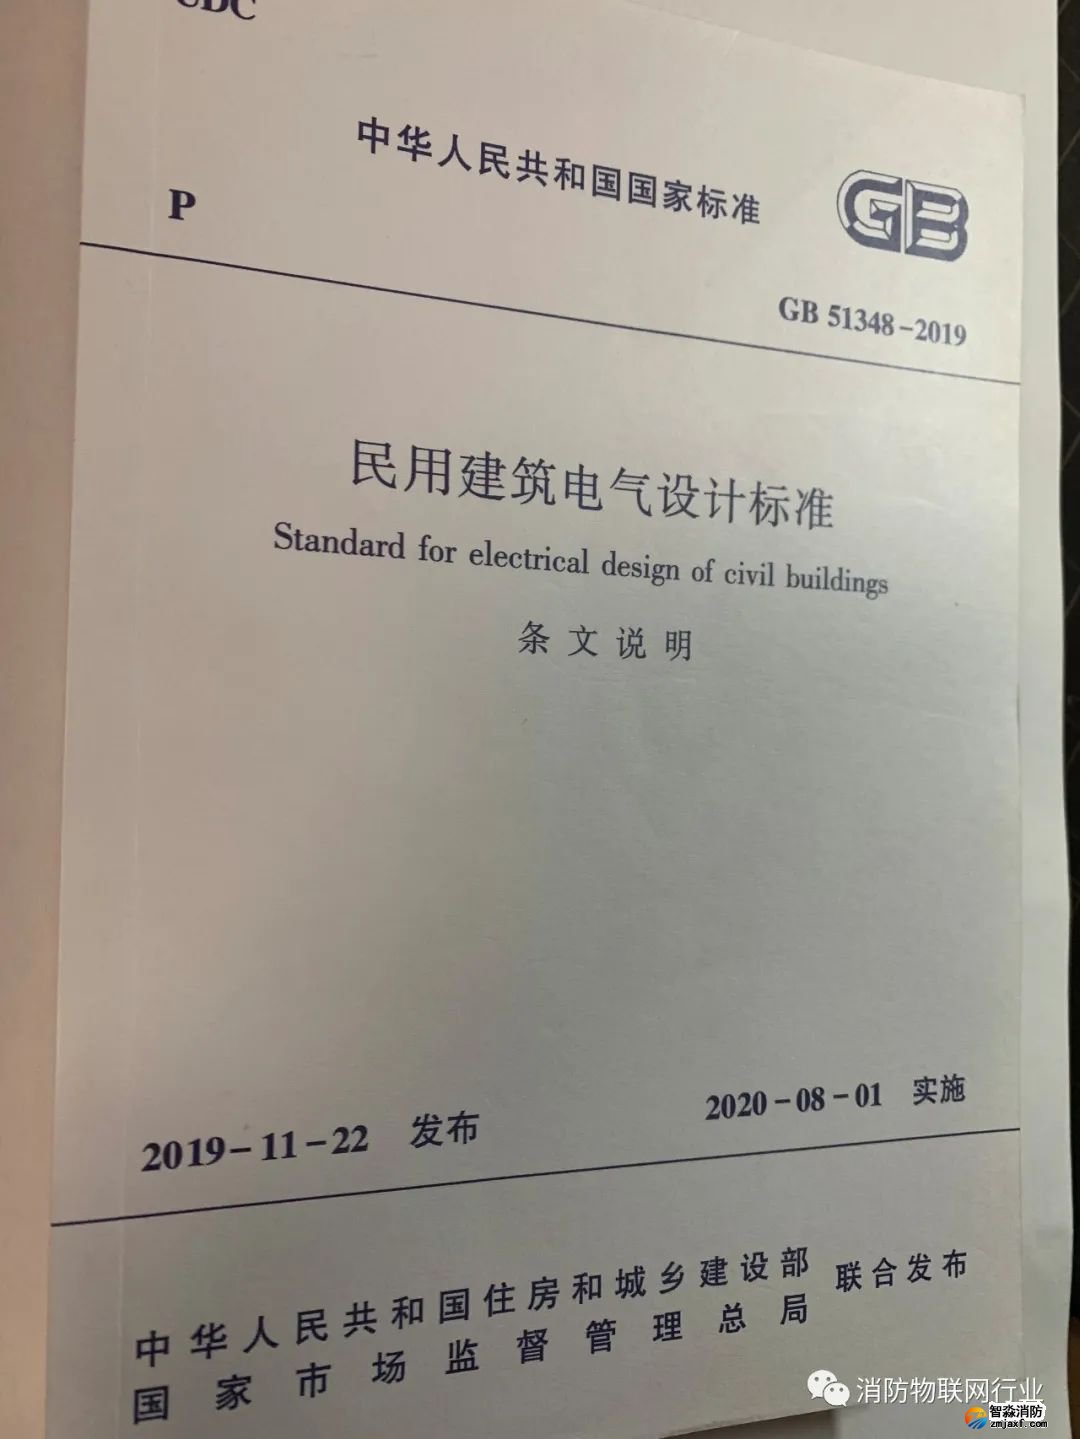 UDC
中华人民共和国国家标准
GB
P
GB 51348-2019
民用建筑电气设计标准
Standard for electrical design of civil buildings
条文说明
2019-11-22 发布
2020-08-01 实施
中华人民共和国住房和城乡建设部
国家市场监督管理总局
联合发布
消防物联网行业
智淼消防
zmjaxf.com